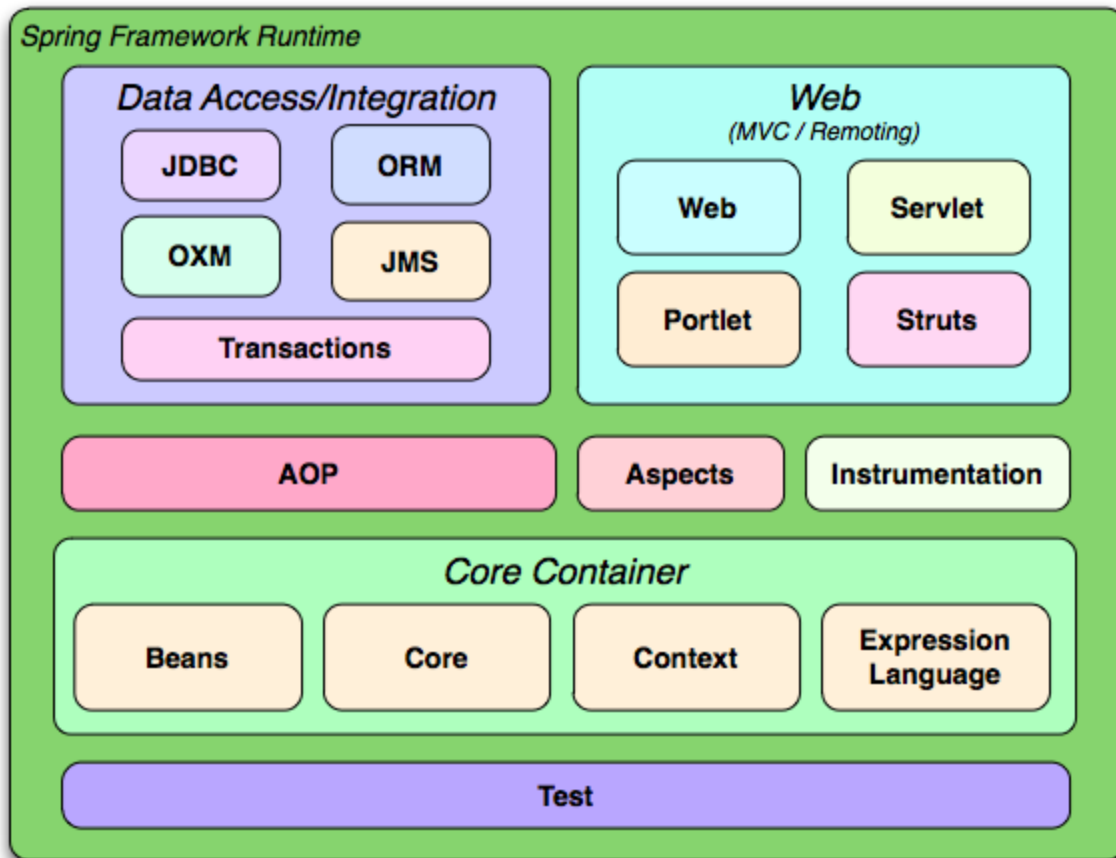 Spring Framework Runtime
Data Access/Integration
JDBC
ORM
OXM
JMS
Transactions
Web
(MVC / Remoting)
Web
Servlet
Portlet
Struts
AOP
Aspects
Instrumentation
Core Container
Beans
Core
Context
Expression
Language
Test